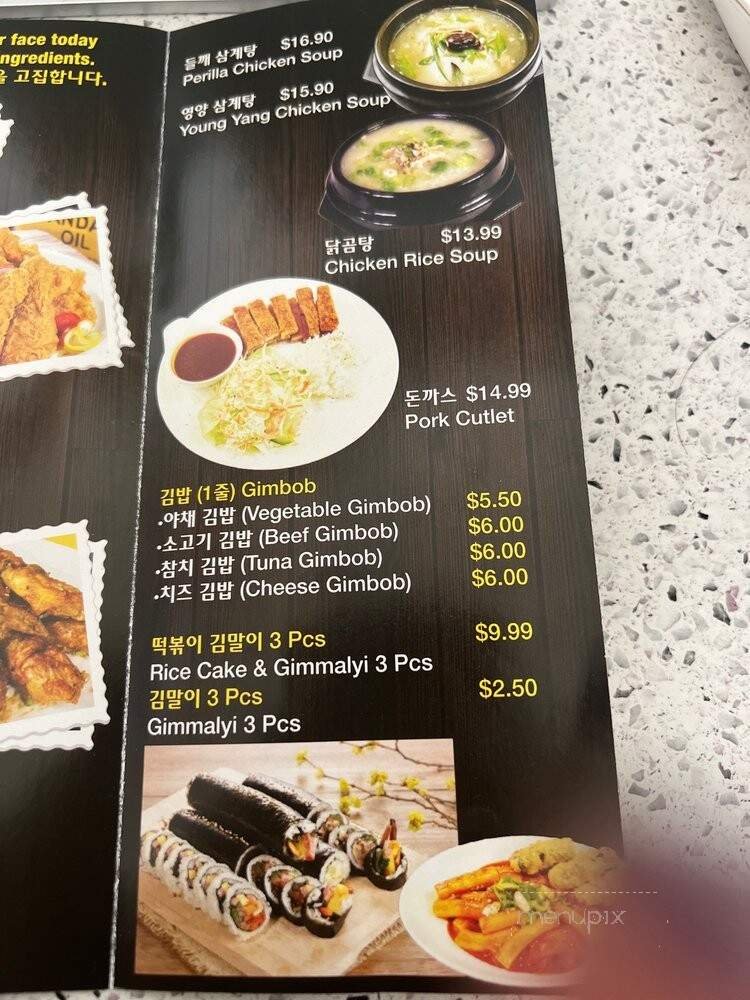 r face today
ngredients.
을 고집합니다.
OIL
들깨 삼계탕 $16.90
Perilla Chicken Soup
영양 삼계탕 $15.90
Young Yang Chicken Soup
닭곰탕 $13.99
Chicken Rice Soup
돈까스 $14.99
Pork Cutlet
김밥 (1줄) Gimbob
•야채 김밥 (Vegetable Gimbob) $5.50
•소고기 김밥 (Beef Gimbob) $6.00
•참치 김밥 (Tuna Gimbob) $6.00
•치즈 김밥 (Cheese Gimbob) $6.00
떡볶이 김말이 3 Pcs $9.99
Rice Cake & Gimmalyi 3 Pcs
김말이 3 Pcs $2.50
Gimmalyi 3 Pcs
menupix